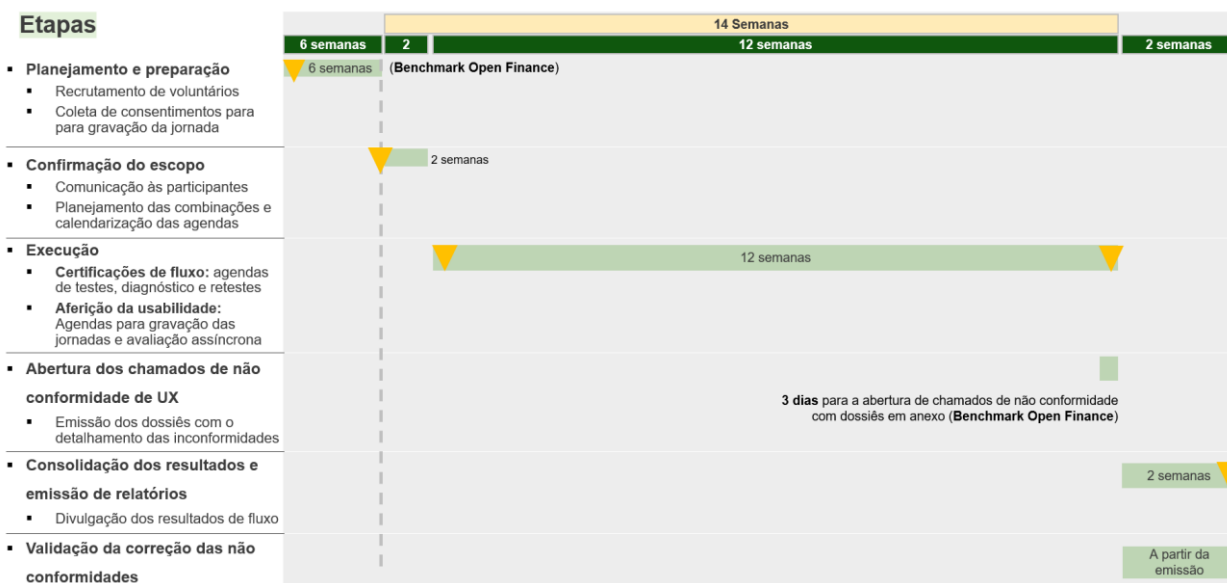 Etapas
14 Semanas
6 semanas
2
12 semanas
2 semanas
▪ Planejamento e preparação
▪ Recrutamento de voluntários
▪ Coleta de consentimentos para
para gravação da jornada
6 semanas
(Benchmark Open Finance)
▪ Confirmação do escopo
▪ Comunicação às participantes
▪ Planejamento das combinações e
calendarização das agendas
2 semanas
▪ Execução
▪ Certificações de fluxo: agendas
de testes, diagnóstico e retestes
▪ Aferição da usabilidade:
Agendas para gravação das
jornadas e avaliação assíncrona
12 semanas
▪ Abertura dos chamados de não
conformidade de UX
▪ Emissão dos dossiês com o
detalhamento das inconformidades
3 dias para a abertura de chamados de não conformidade
com dossiês em anexo (Benchmark Open Finance)
▪ Consolidação dos resultados e
emissão de relatórios
▪ Divulgação dos resultados de fluxo
2 semanas
▪ Validação da correção das não
conformidades
A partir da
emissão